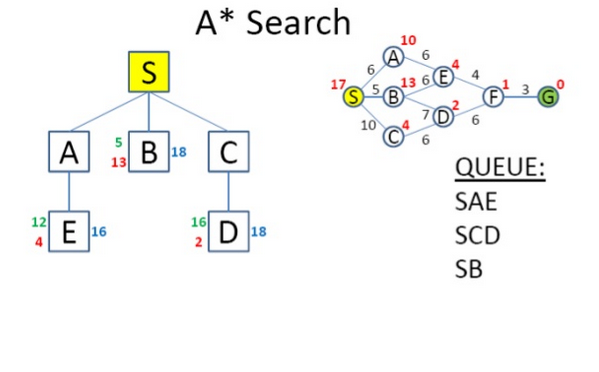 A* Search
10
A 6
4
E
17
6
13 6
4
1
0
S 5 B
F 3 G
2
10
4
7 D
6
C
6
S
A
5
13
B 18
C
12
4
E 16
16
2
D 18
QUEUE:
SAE
SCD
SB